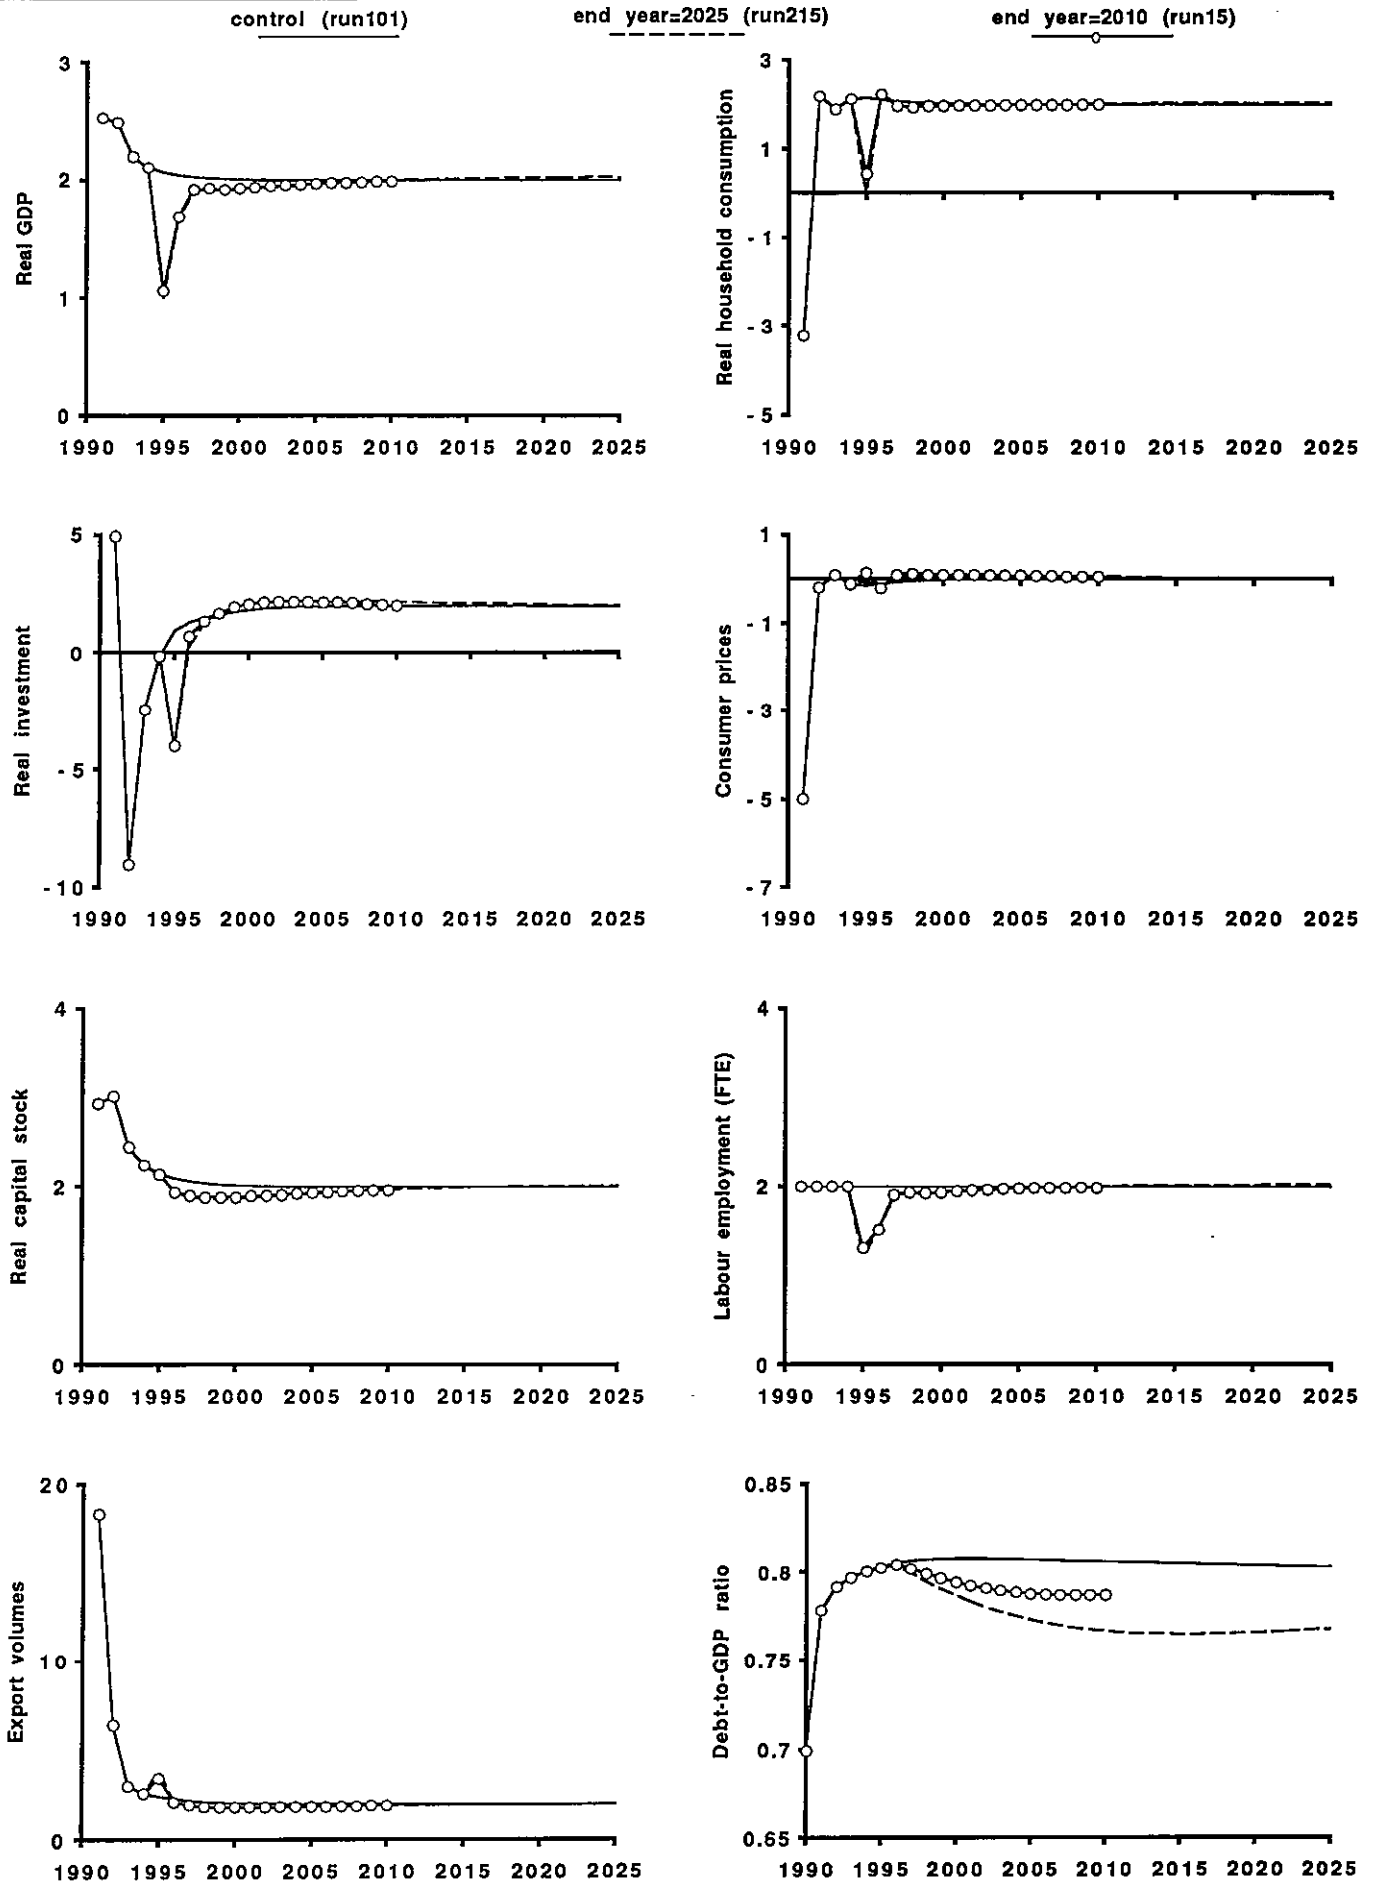 control (run101) end year=2025 (run215) end year=2010 (run15)
Real GDP
3
2
1
0
1990 1995 2000 2005 2010 2015 2020 2025
Real household consumption
3
1
-1
-3
-5
1990 1995 2000 2005 2010 2015 2020 2025
Real investment
5
0
-5
-10
1990 1995 2000 2005 2010 2015 2020 2025
Consumer prices
1
-1
-3
-5
-7
1990 1995 2000 2005 2010 2015 2020 2025
Real capital stock
4
2
0
1990 1995 2000 2005 2010 2015 2020 2025
Labour employment (FTE)
4
2
0
1990 1995 2000 2005 2010 2015 2020 2025
Export volumes
20
10
0
1990 1995 2000 2005 2010 2015 2020 2025
Debt-to-GDP ratio
0.85
0.8
0.75
0.7
0.65
1990 1995 2000 2005 2010 2015 2020 2025